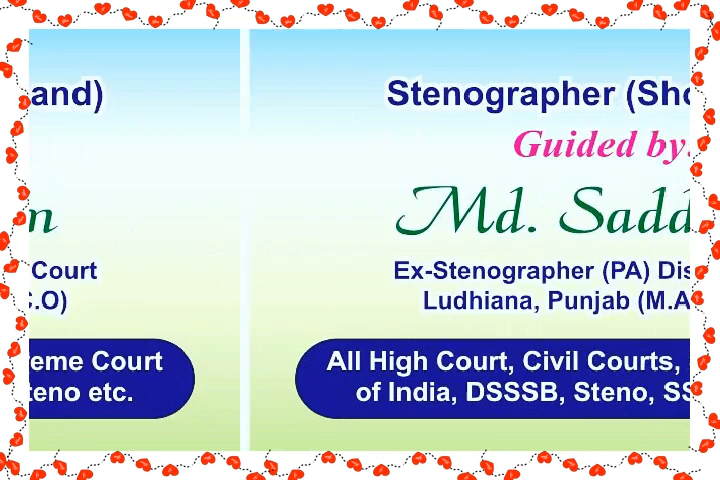 and)
m
Court
.O)
eme Court
teno etc.
Stenographer (Sho
Guided by
Md. Sadd
Ex-Stenographer (PA) Dis
Ludhiana, Punjab (M.A
All High Court, Civil Courts,
of India, DSSSB, Steno, SS